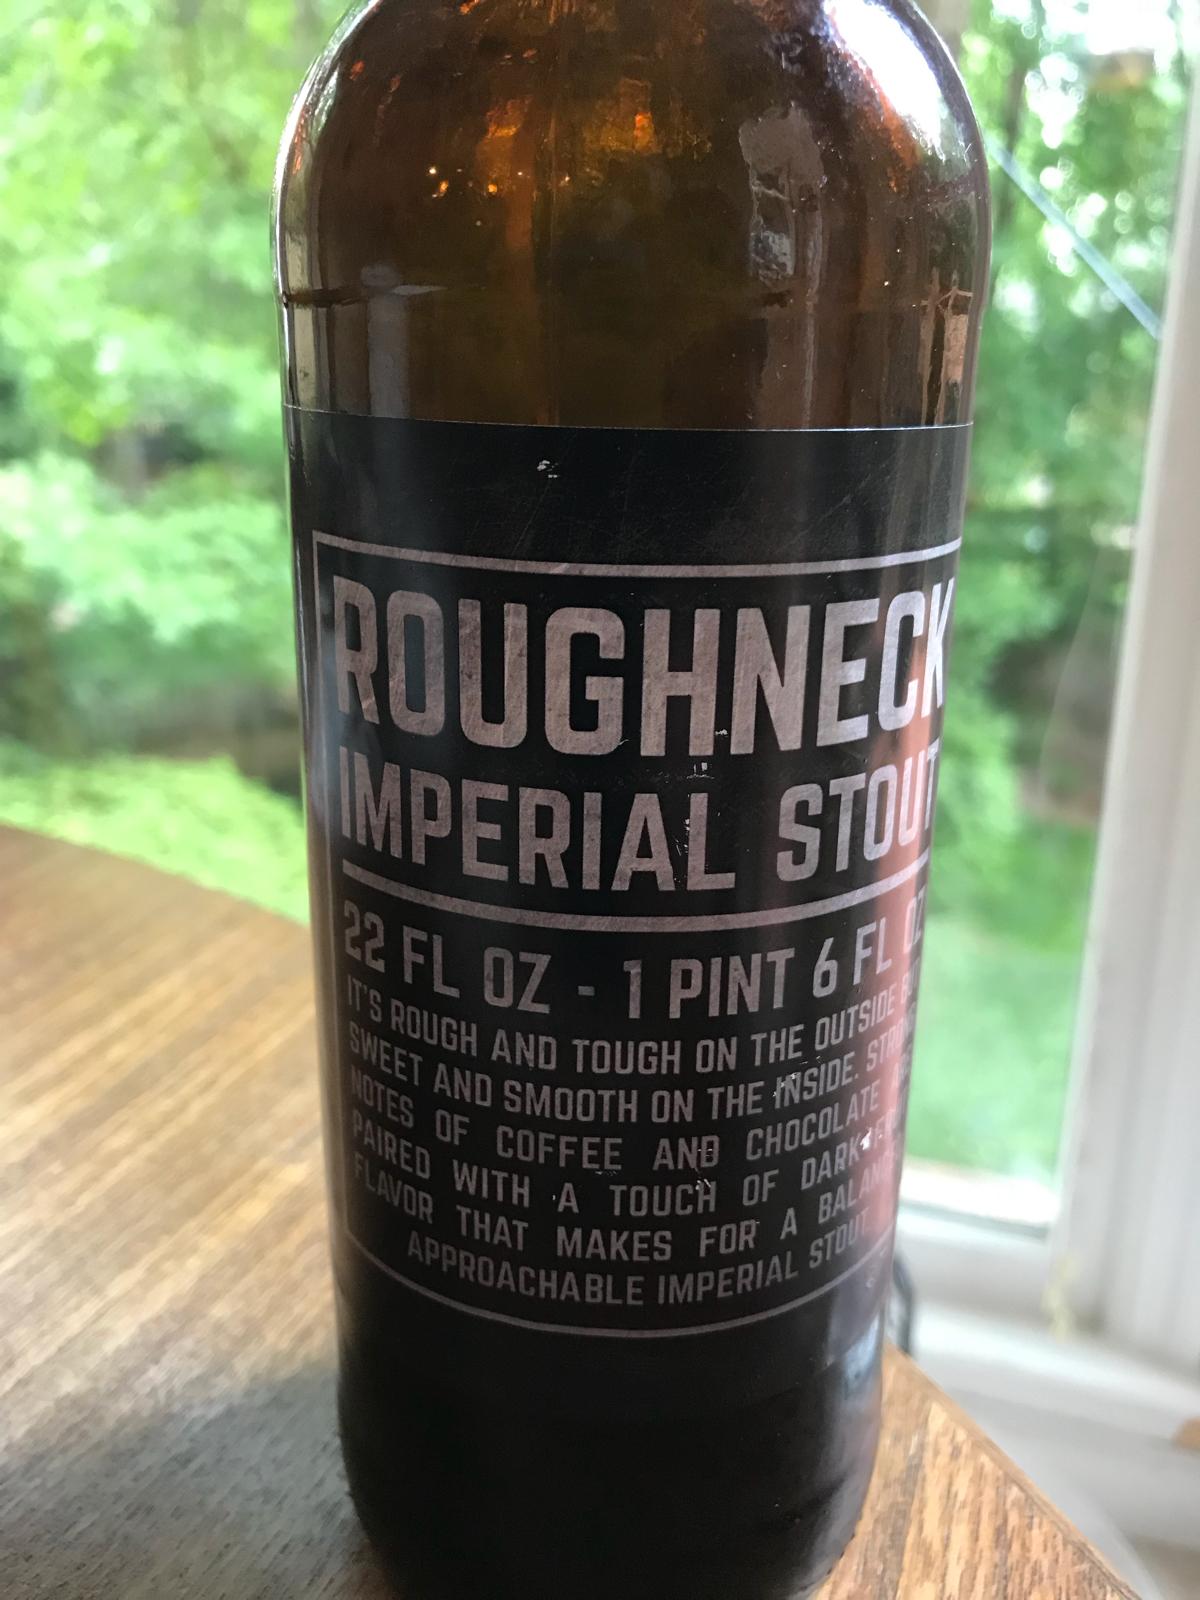 ROUGHNECK
IMPERIAL STOUT
22 FL OZ - 1 PINT 6 FL OZ
IT'S ROUGH AND TOUGH ON THE OUTSIDE
SWEET AND SMOOTH ON THE INSIDE.
NOTES OF COFFEE AND CHOCOLATE
PAIRED WITH A TOUCH OF DARK
FLAVOR THAT MAKES FOR A
APPROACHABLE IMPERIAL STOUT